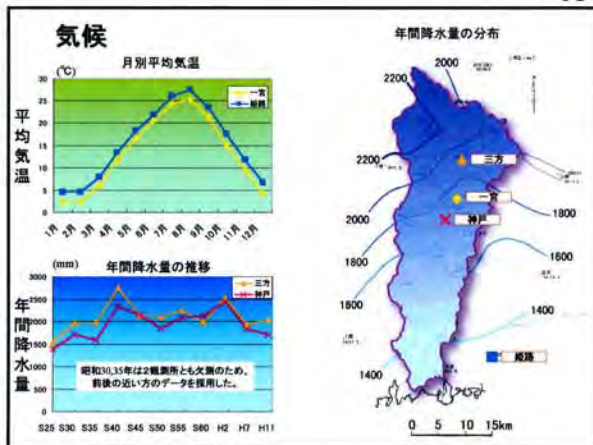 気候
月別平均気温
(℃)
一宮
姫路
平均気温
30
25
20
15
10
5
0
1月
2月
3月
4月
5月
6月
7月
8月
9月
10月
11月
12月
(mm)
年間降水量の推移
三方
神戸
年間降水量
3000
2500
2000
1500
1000
500
0
昭和30,35年は2観測所とも欠測のため、
前後の近い方のデータを採用した。
S25 S30 S35 S40 S45 S50 S55 S60 H2 H7 H11
年間降水量の分布
2000
2200
2200
三方
一宮
神戸
2000
1800
1800
1600
1600
1400
1400
姫路
0 5 10 15km